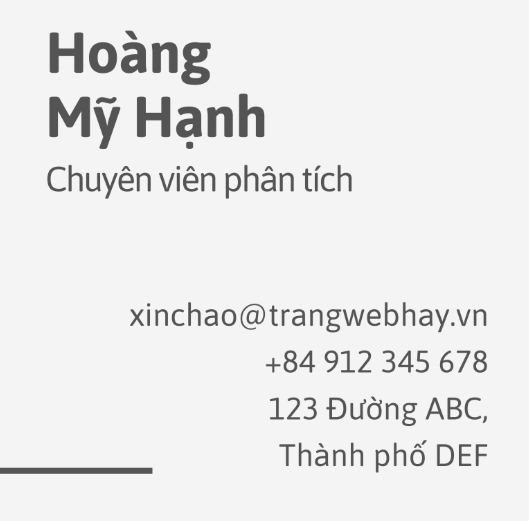 Hoàng
Mỹ Hạnh
Chuyên viên phân tích
xinchao@trangwebhay.vn
+84 912 345 678
123 Đường ABC,
Thành phố DEF